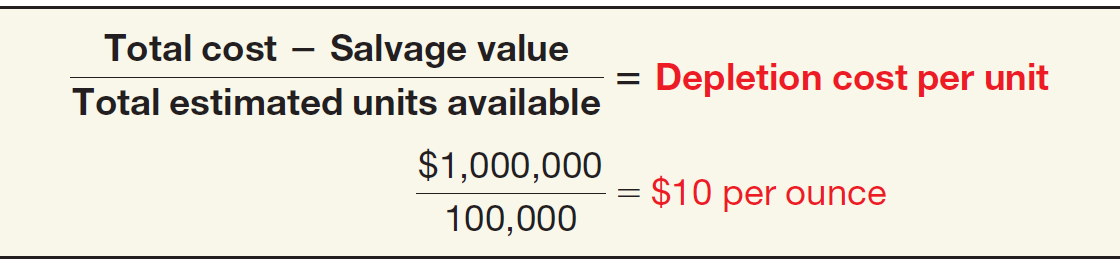 Total cost − Salvage value
Total estimated units available
= Depletion cost per unit
$1,000,000
100,000
= $10 per ounce